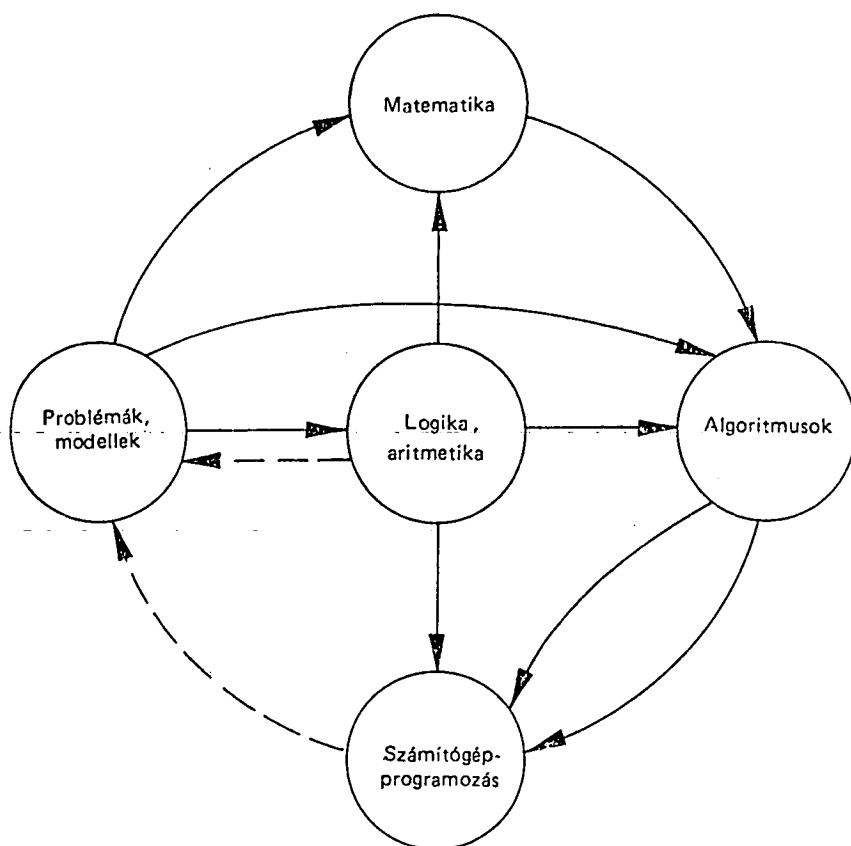 Matematika
Problémák,
modellek
Logika,
aritmetika
Algoritmusok
Számítógép-
programozás